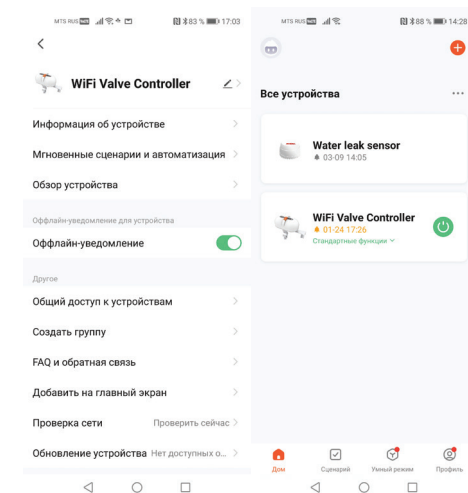 MTS RUS 83 % 17:03
WiFi Valve Controller
Информация об устройстве
Мгновенные сценарии и автоматизация
Обзор устройства
Оффлайн-уведомление для устройства
Оффлайн-уведомление
Другое
Общий доступ к устройствам
Создать группу
FAQ и обратная связь
Добавить на главный экран
Проверка сети Проверить сейчас
Обновление устройства Нет доступных о...
MTS RUS 88 % 14:28
Все устройства
Water leak sensor
03-09 14:05
WiFi Valve Controller
01-24 17:26
Стандартные функции
Дом Сценарий Умный режим Профиль